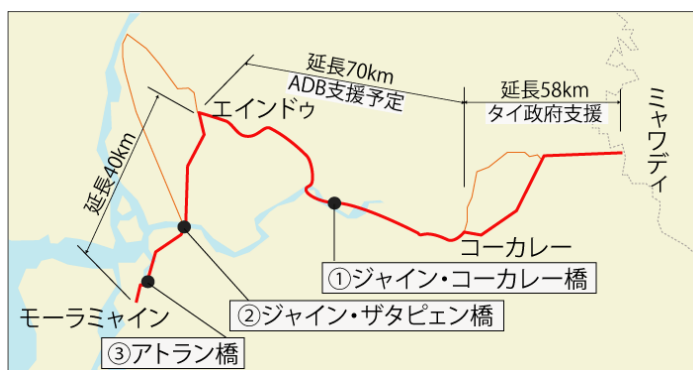 延長70km
ADB支援予定
延長58km
タイ政府支援
ミャワディ
エインドゥ
延長40km
コーカレー
①ジャイン・コーカレー橋
モーラミャイン
②ジャイン・ザタピェン橋
③アトラン橋